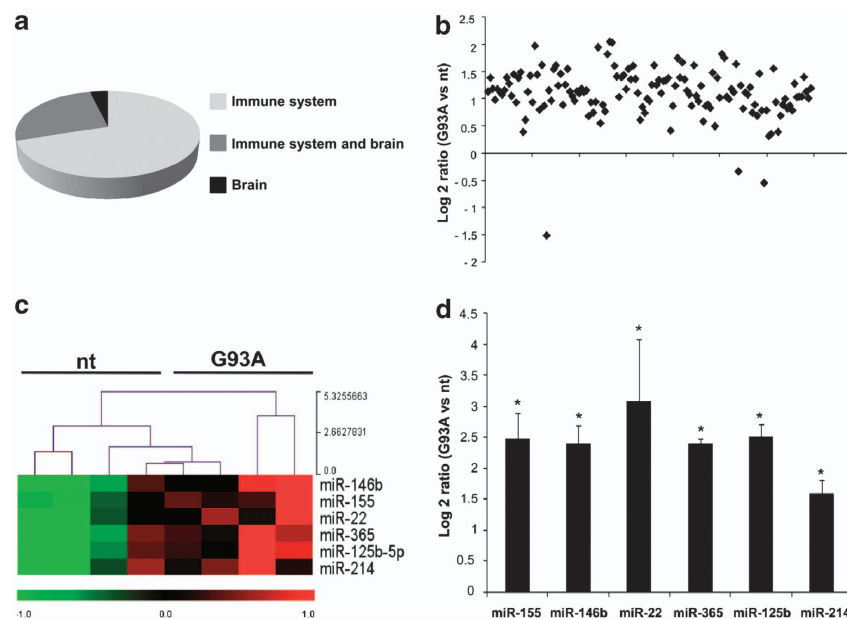 a
Immune system
Immune system and brain
Brain
b
Log 2 ratio (G93A vs nt)
2.5
2
1.5
1
0.5
0
- 0.5
- 1
- 1.5
- 2
c
nt
G93A
5.3255663
2.6627831
0.0
miR-146b
miR-155
miR-22
miR-365
miR-125b-5p
miR-214
-1.0
0.0
1.0
d
Log 2 ratio (G93A vs nt)
4.5
4
3.5
3
2.5
2
1.5
1
0.5
0
* * * * * *
miR-155 miR-146b miR-22 miR-365 miR-125b miR-214